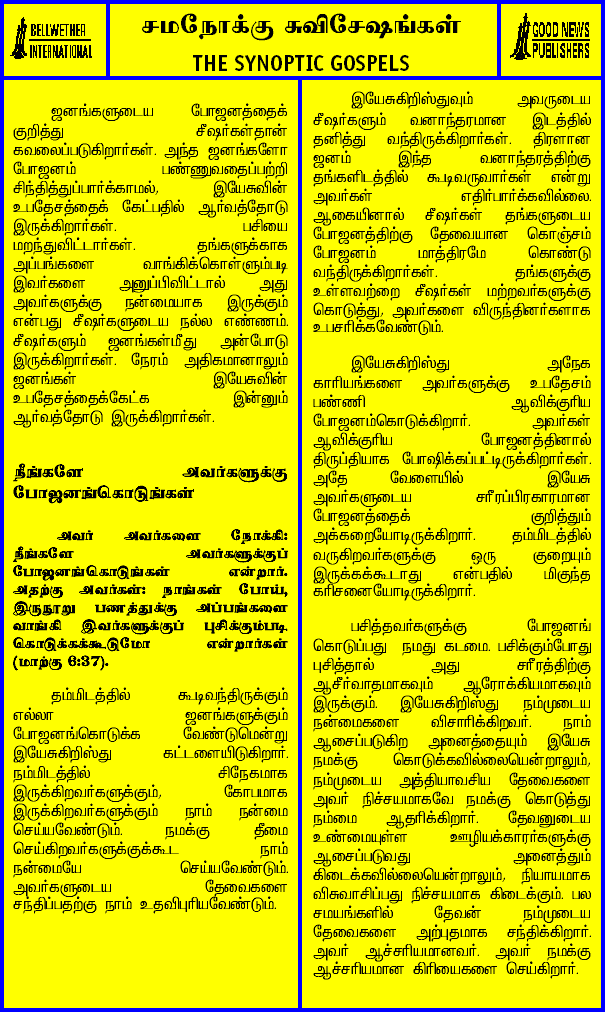 BELLWETHER
INTERNATIONAL
சமநோக்கு சுவிசேஷங்கள்
THE SYNOPTIC GOSPELS
GOOD NEWS
PUBLISHERS
ஜனங்களுடைய போஜனத்தைக்
குறித்து சீஷர்கள்தான்
கவலைப்படுகிறார்கள். அந்த ஜனங்களோ
போஜனம் பண்ணுவதைப்பற்றி
சிந்தித்துப்பார்க்காமல், இயேசுவின்
உபதேசத்தைக் கேட்பதில் ஆர்வத்தோடு
இருக்கிறார்கள். பசியை
மறந்துவிட்டார்கள். தங்களுக்காக
அப்பங்களை வாங்கிக்கொள்ளும்படி
இவர்களை அனுப்பிவிட்டால் அது
அவர்களுக்கு நன்மையாக இருக்கும்
என்பது சீஷர்களுடைய நல்ல எண்ணம்.
சீஷர்களும் ஜனங்கள்மீது அன்போடு
இருக்கிறார்கள். நேரம் அதிகமானாலும்
ஜனங்கள் இயேசுவின்
உபதேசத்தைக்கேட்க இன்னும்
ஆர்வத்தோடு இருக்கிறார்கள்.
நீங்களே அவர்களுக்கு
போஜனங்கொடுங்கள்
அவர் அவர்களை நோக்கி:
நீங்களே அவர்களுக்குப்
போஜனங்கொடுங்கள் என்றார்.
அதற்கு அவர்கள்: நாங்கள் போய்,
இருநூறு பணத்துக்கு அப்பங்களை
வாங்கி இவர்களுக்குப் புசிக்கும்படி
கொடுக்கக்கூடுமோ என்றார்கள்
(மாற்கு 6:37).
தம்மிடத்தில் கூடிவந்திருக்கும்
எல்லா ஜனங்களுக்கும்
போஜனங்கொடுக்க வேண்டுமென்று
இயேசுகிறிஸ்து கட்டளையிடுகிறார்.
நம்மிடத்தில் சிநேகமாக
இருக்கிறவர்களுக்கும், கோபமாக
இருக்கிறவர்களுக்கும் நாம் நன்மை
செய்யவேண்டும். நமக்கு தீமை
செய்கிறவர்களுக்குக்கூட நாம்
நன்மையே செய்யவேண்டும்.
அவர்களுடைய தேவைகளை
சந்திப்பதற்கு நாம் உதவிபுரியவேண்டும்.
இயேசுகிறிஸ்துவும் அவருடைய
சீஷர்களும் வனாந்தரமான இடத்தில்
தனித்து வந்திருக்கிறார்கள். திரளான
ஜனம் இந்த வனாந்தரத்திற்கு
தங்களிடத்தில் கூடிவருவார்கள் என்று
அவர்கள் எதிர்பார்க்கவில்லை.
ஆகையினால் சீஷர்கள் தங்களுடைய
போஜனத்திற்கு தேவையான கொஞ்சம்
போஜனம் மாத்திரமே கொண்டு
வந்திருக்கிறார்கள். தங்களுக்கு
உள்ளவற்றை சீஷர்கள் மற்றவர்களுக்கு
கொடுத்து, அவர்களை விருந்தினர்களாக
உபசரிக்கவேண்டும்.
இயேசுகிறிஸ்து அநேக
காரியங்களை அவர்களுக்கு உபதேசம்
பண்ணி ஆவிக்குரிய
போஜனம்கொடுக்கிறார். அவர்கள்
ஆவிக்குரிய போஜனத்தினால்
திருப்தியாக போஷிக்கப்பட்டிருக்கிறார்கள்.
அதே வேளையில் இயேசு
அவர்களுடைய சரீரப்பிரகாரமான
போஜனத்தைக் குறித்தும்
அக்கறையோடிருக்கிறார். தம்மிடத்தில்
வருகிறவர்களுக்கு ஒரு குறையும்
இருக்கக்கூடாது என்பதில் மிகுந்த
கரிசனையோடிருக்கிறார்.
பசித்தவர்களுக்கு போஜனங்
கொடுப்பது நமது கடமை. பசிக்கும்போது
புசித்தால் அது சரீரத்திற்கு
ஆசீர்வாதமாகவும் ஆரோக்கியமாகவும்
இருக்கும். இயேசுகிறிஸ்து நம்முடைய
நன்மைகளை விசாரிக்கிறவர். நாம்
ஆசைப்படுகிற அனைத்தையும் இயேசு
நமக்கு கொடுக்கவில்லையென்றாலும்,
நம்முடைய அத்தியாவசிய தேவைகளை
அவர் நிச்சயமாகவே நமக்கு கொடுத்து
நம்மை ஆதரிக்கிறார். தேவனுடைய
உண்மையுள்ள ஊழியக்காரர்களுக்கு
ஆசைப்படுவது அனைத்தும்
கிடைக்கவில்லையென்றாலும், நியாயமாக
விசுவாசிப்பது நிச்சயமாக கிடைக்கும். பல
சமயங்களில் தேவன் நம்முடைய
தேவைகளை அற்புதமாக சந்திக்கிறார்.
அவர் ஆச்சரியமானவர். அவர் நமக்கு
ஆச்சரியமான கிரியைகளை செய்கிறார்.